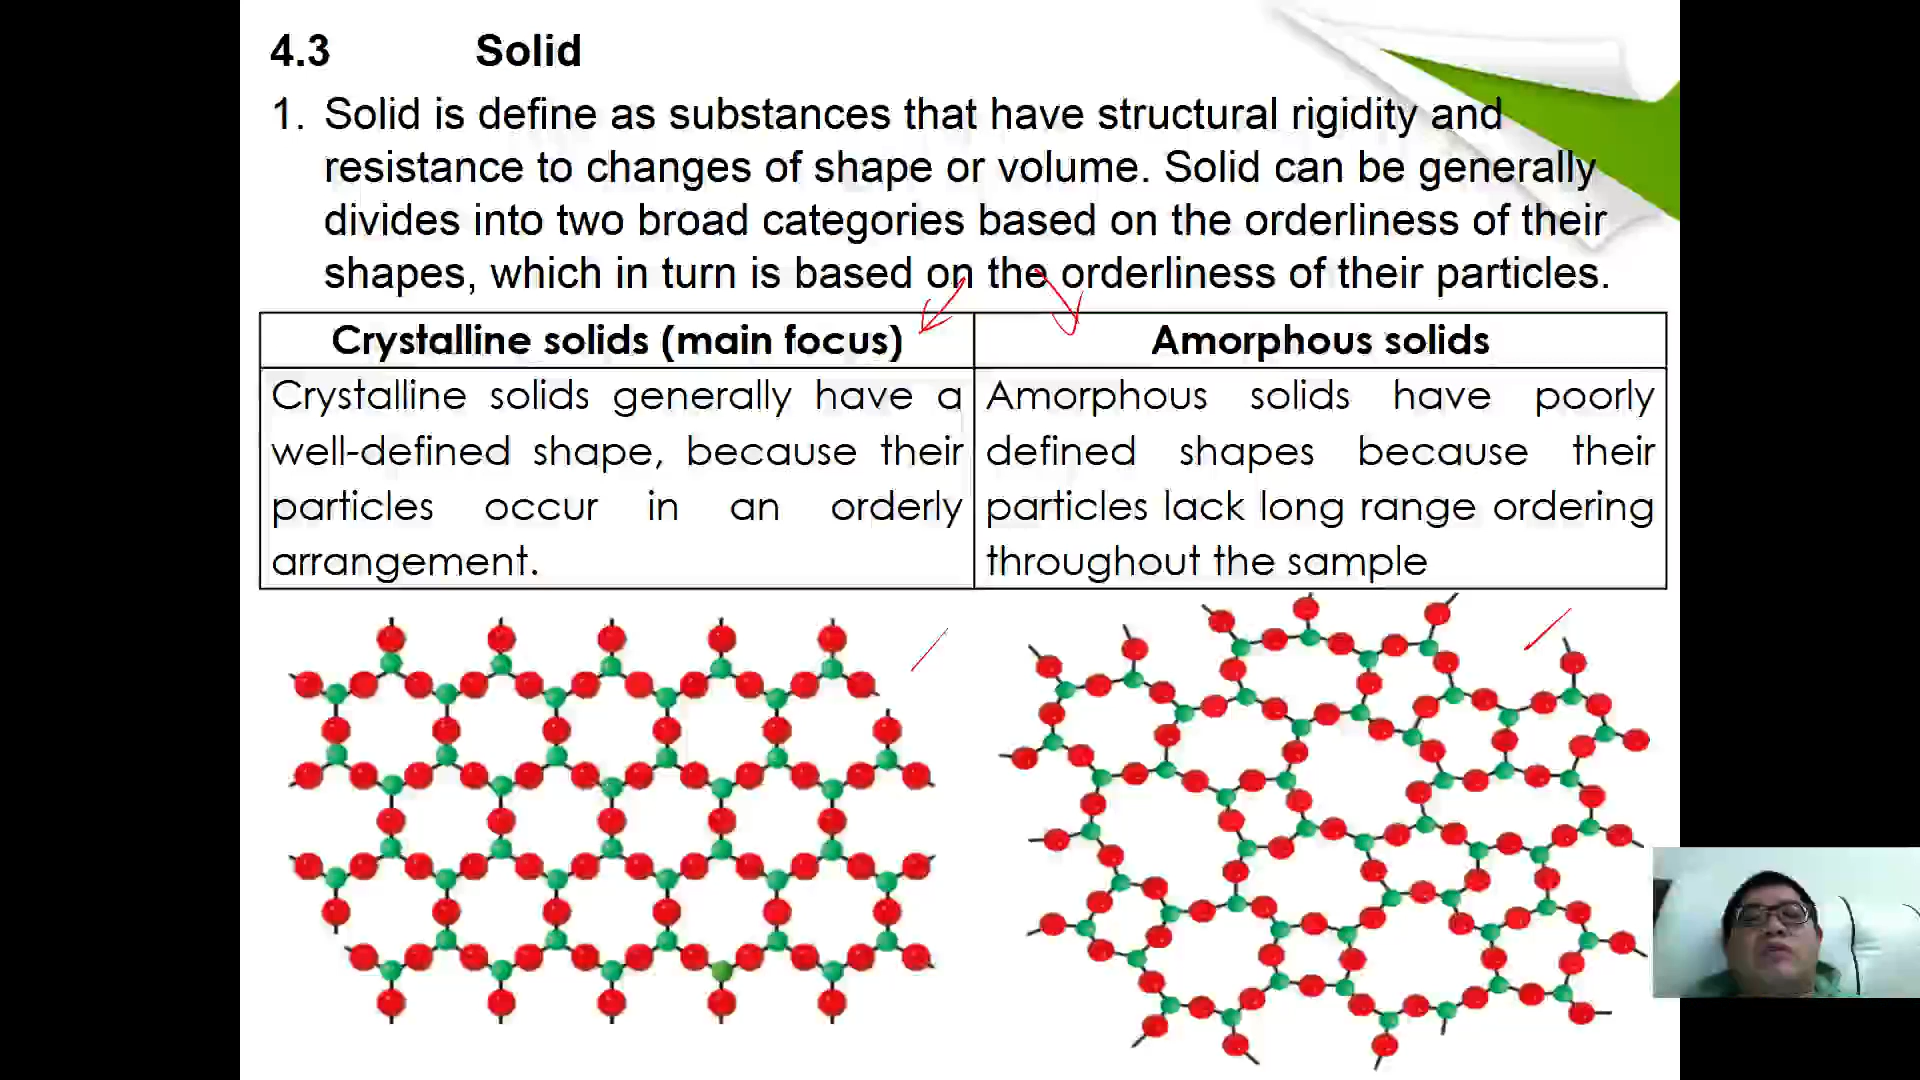 4.3 Solid
1. Solid is define as substances that have structural rigidity and
resistance to changes of shape or volume. Solid can be generally
divides into two broad categories based on the orderliness of their
shapes, which in turn is based on the orderliness of their particles.
Crystalline solids (main focus)
Crystalline solids generally have a
well-defined shape, because their
particles occur in an orderly
arrangement.
Amorphous solids
Amorphous solids have poorly
defined shapes because their
particles lack long range ordering
throughout the sample